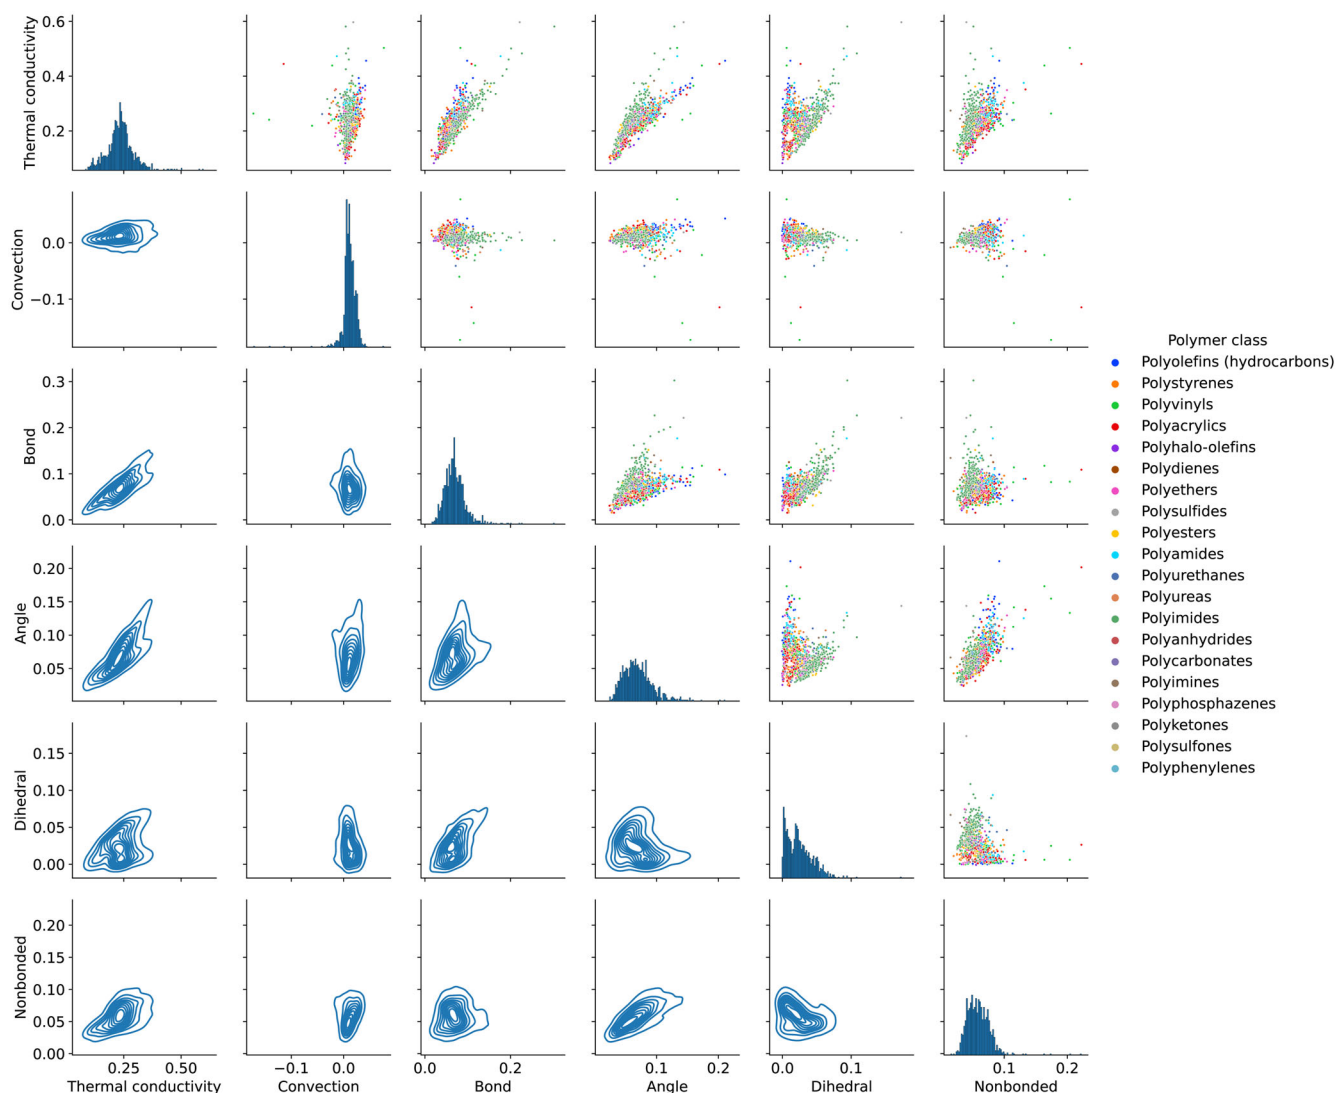 0.6
0.4
0.2
Thermal conductivity
0.0
−0.1
Convection
0.3
0.2
0.1
0.0
Bond
0.20
0.15
0.10
0.05
Angle
0.15
0.10
0.05
0.00
Dihedral
0.20
0.15
0.10
0.05
0.00
Nonbonded
0.25 0.50
Thermal conductivity
−0.1 0.0
Convection
0.0 0.2
Bond
0.1 0.2
Angle
0.0 0.1
Dihedral
0.1 0.2
Nonbonded
Polymer class
Polyolefins (hydrocarbons)
Polystyrenes
Polyvinyls
Polyacrylics
Polyhalo-olefins
Polydienes
Polyethers
Polysulfides
Polyesters
Polyamides
Polyurethanes
Polyureas
Polyimides
Polyanhydrides
Polycarbonates
Polyimines
Polyphosphazenes
Polyketones
Polysulfones
Polyphenylenes